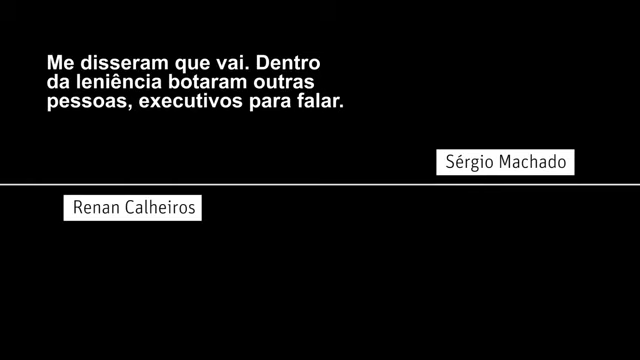 Me disseram que vai. Dentro
da leniência botaram outras
pessoas, executivos para falar.
Sérgio Machado
Renan Calheiros